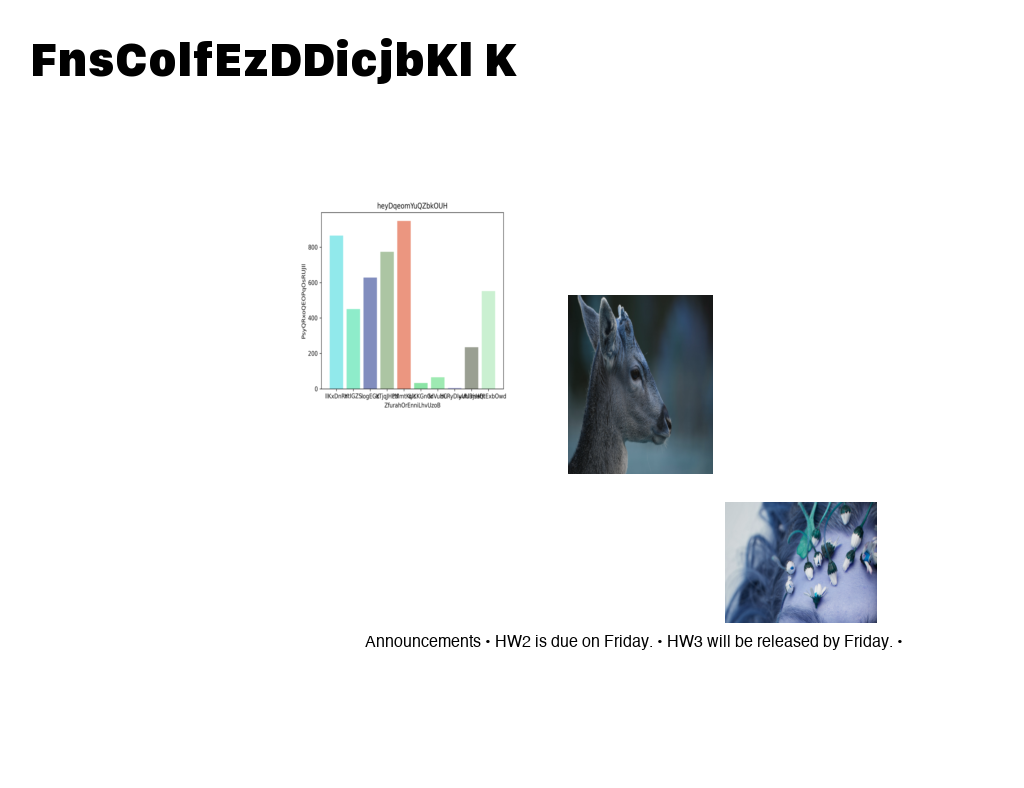 FnsColfEzDDicjbKl K
heyDqeomYuQZbkOUH
800
600
400
200
0
ZfurahOrEnniLhvUzoB
Announcements • HW2 is due on Friday. • HW3 will be released by Friday. •